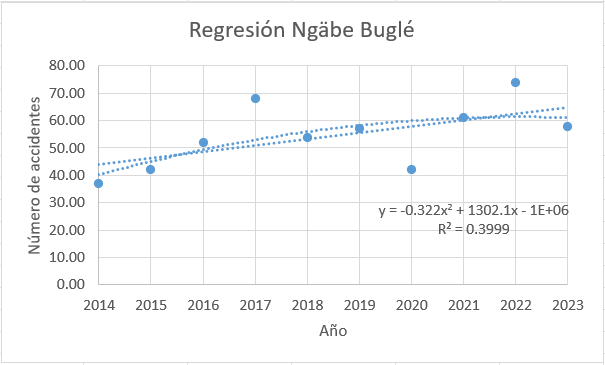 Regresión Ngäbe Buglé
80.00
70.00
60.00
50.00
40.00
30.00
20.00
10.00
0.00
Número de accidentes
y = -0.322x² + 1302.1x - 1E+06
R² = 0.3999
2014 2015 2016 2017 2018 2019 2020 2021 2022 2023
Año